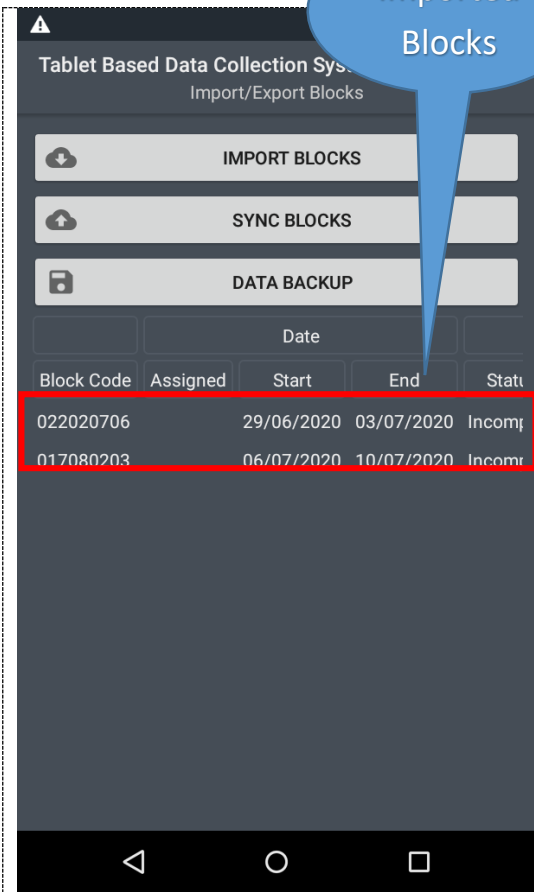 Imported
Blocks
Tablet Based Data Collection
Import/Export Blocks
IMPORT BLOCKS
SYNC BLOCKS
DATA BACKUP
Date
Block Code Assigned Start End
022020706 29/06/2020 03/07/2020
017080203 06/07/2020 10/07/2020